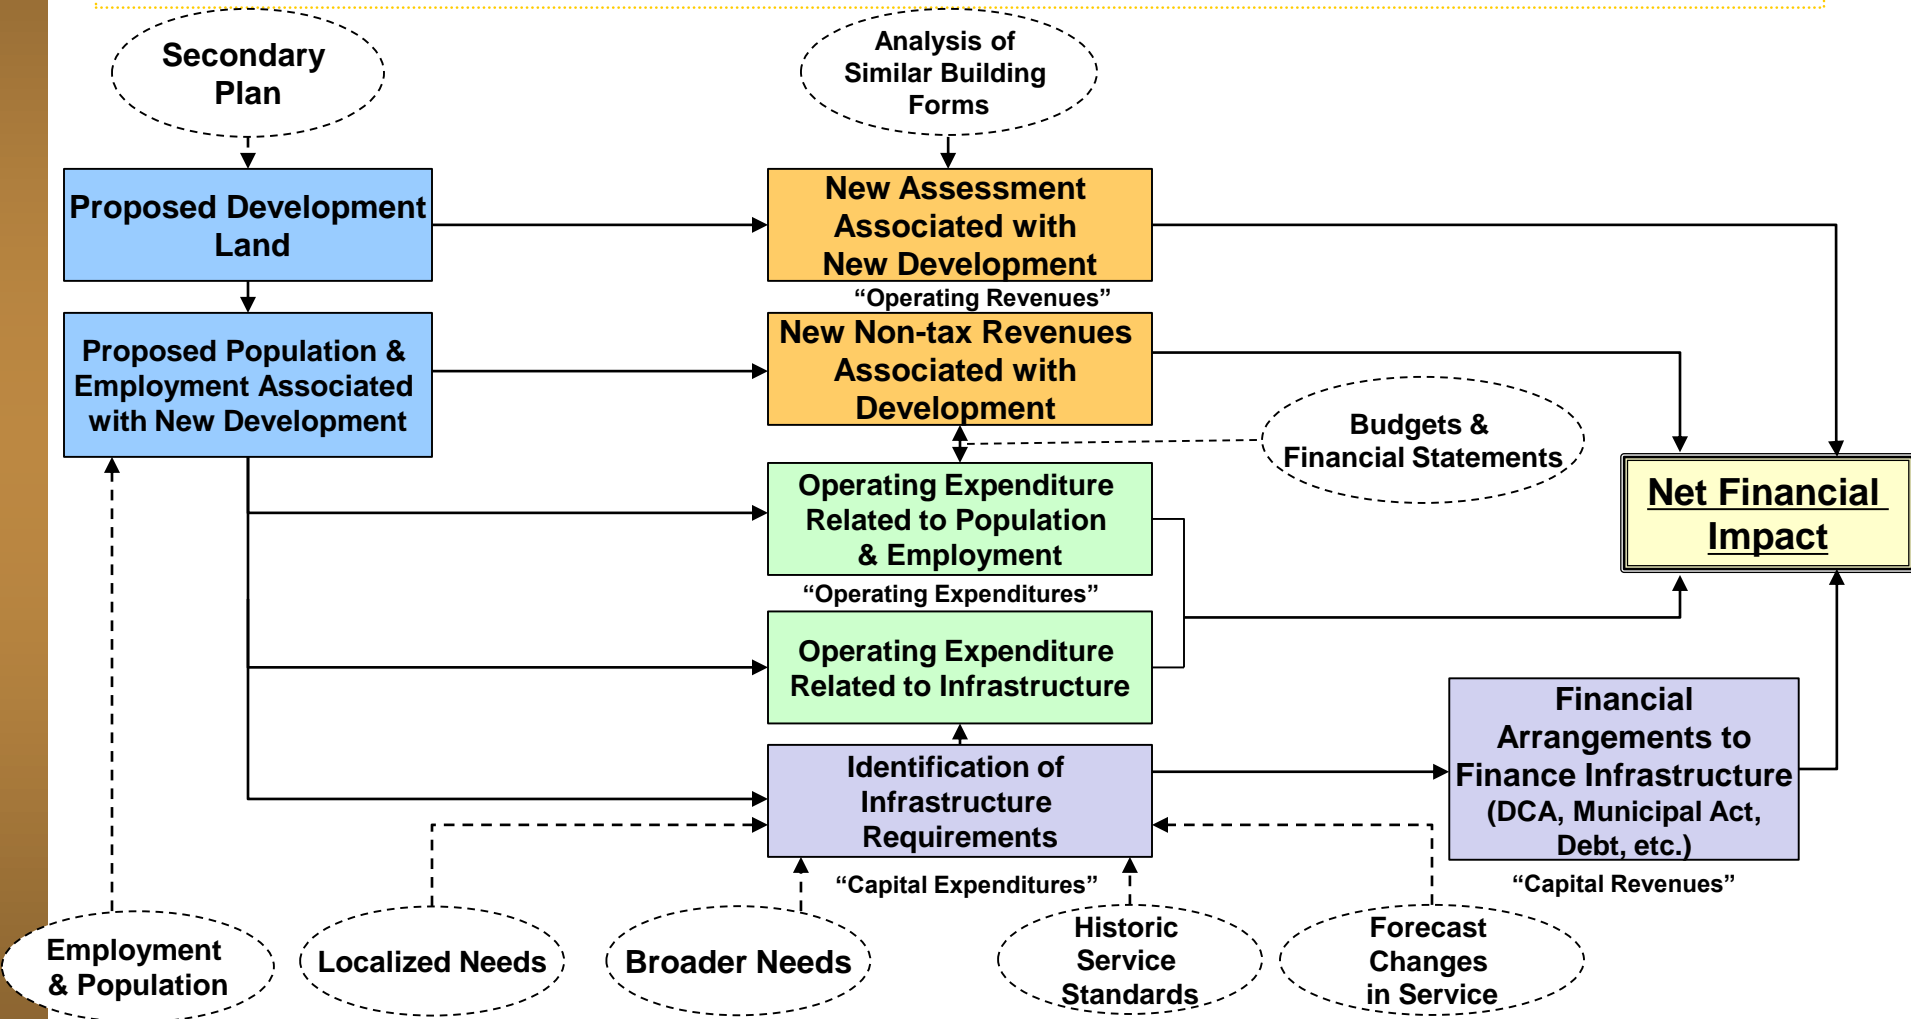 Secondary
Plan
Analysis of
Similar Building
Forms
Proposed Development
Land
New Assessment
Associated with
New Development
“Operating Revenues”
Proposed Population &
Employment Associated
with New Development
New Non-tax Revenues
Associated with
Development
Budgets &
Financial Statements
Operating Expenditure
Related to Population
& Employment
“Operating Expenditures”
Net Financial
Impact
Operating Expenditure
Related to Infrastructure
Identification of
Infrastructure
Requirements
“Capital Expenditures”
Financial
Arrangements to
Finance Infrastructure
(DCA, Municipal Act,
Debt, etc.)
“Capital Revenues”
Employment
& Population
Localized Needs
Broader Needs
Historic
Service
Standards
Forecast
Changes
in Service